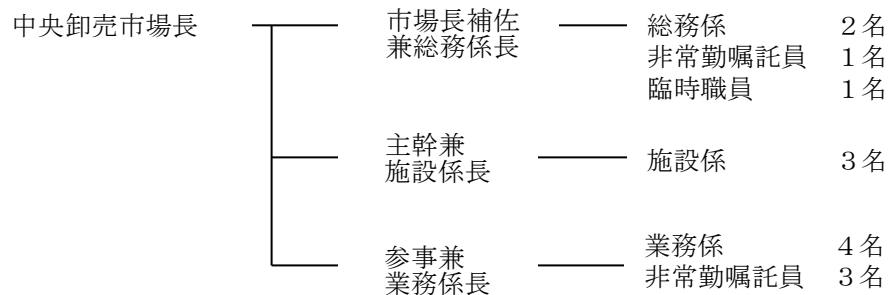 中央卸売市場長
市場長補佐
兼総務係長
総務係 2名
非常勤嘱託員 1名
臨時職員 1名
主幹兼
施設係長
施設係 3名
参事兼
業務係長
業務係 4名
非常勤嘱託員 3名